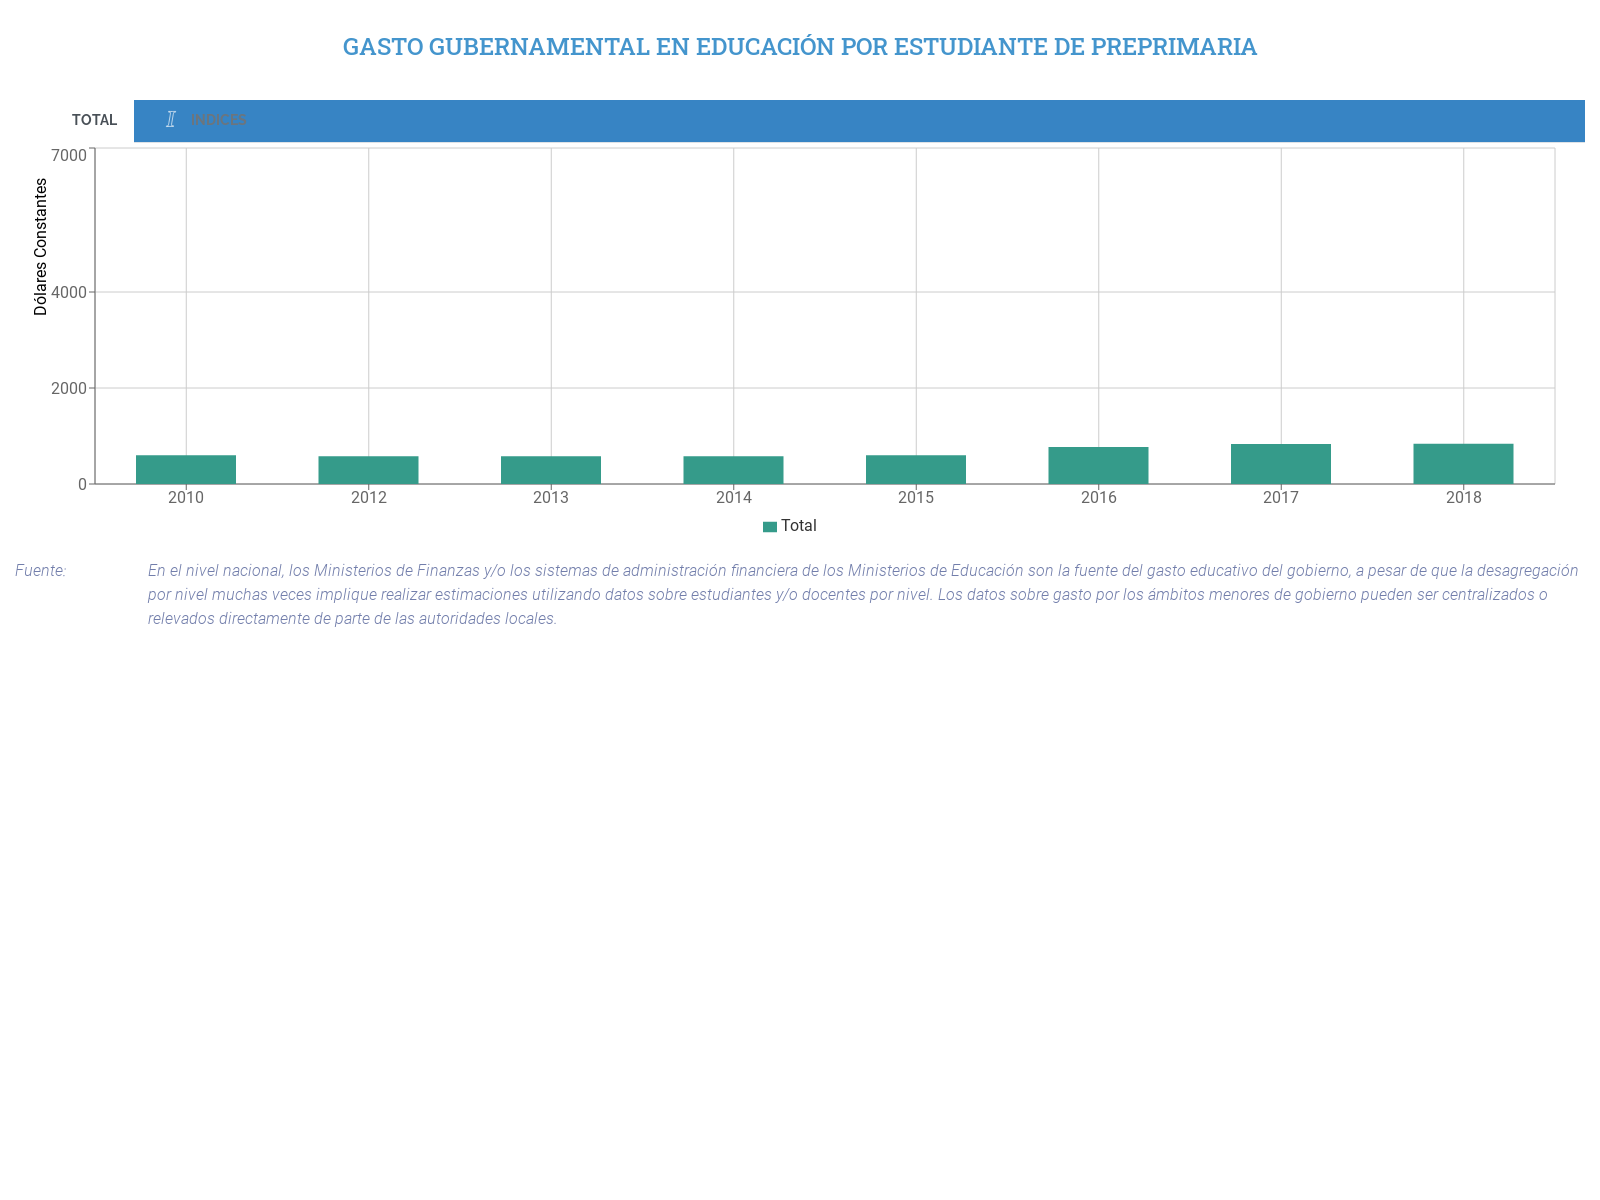 GASTO GUBERNAMENTAL EN EDUCACIÓN POR ESTUDIANTE DE PREPRIMARIA
TOTAL
ÍNDICES
7000
Dólares Constantes
4000
2000
0
2010 2012 2013 2014 2015 2016 2017 2018
Total
Fuente: En el nivel nacional, los Ministerios de Finanzas y/o los sistemas de administración financiera de los Ministerios de Educación son la fuente del gasto educativo del gobierno, a pesar de que la desagregación
por nivel muchas veces implique realizar estimaciones utilizando datos sobre estudiantes y/o docentes por nivel. Los datos sobre gasto por los ámbitos menores de gobierno pueden ser centralizados o
relevados directamente de parte de las autoridades locales.